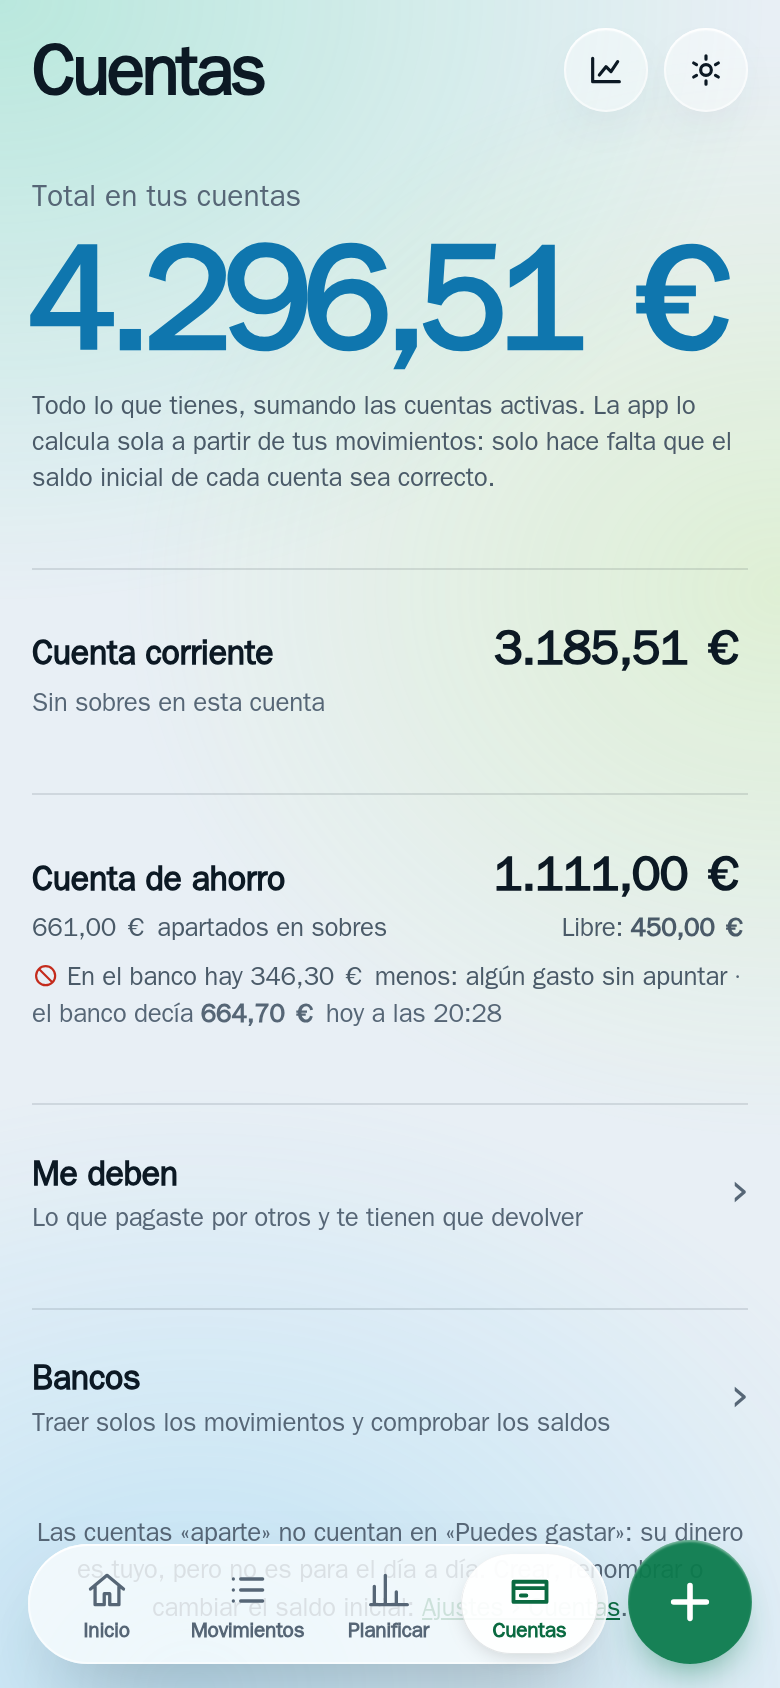 Cuentas
Total en tus cuentas
4.296,51 €
Todo lo que tienes, sumando las cuentas activas. La app lo
calcula sola a partir de tus movimientos: solo hace falta que el
saldo inicial de cada cuenta sea correcto.
Cuenta corriente
3.185,51 €
Sin sobres en esta cuenta
Cuenta de ahorro
1.111,00 €
661,00 € apartados en sobres
Libre: 450,00 €
En el banco hay 346,30 € menos: algún gasto sin apuntar ·
el banco decía 664,70 € hoy a las 20:28
Me deben
Lo que pagaste por otros y te tienen que devolver
Bancos
Traer solos los movimientos y comprobar los saldos
Las cuentas «aparte» no cuentan en «Puedes gastar»: su dinero
es tuyo, pero no es para el día a día. renombrar o
cambiar el saldo inicial:
Inicio
Movimientos
Planificar
Cuentas